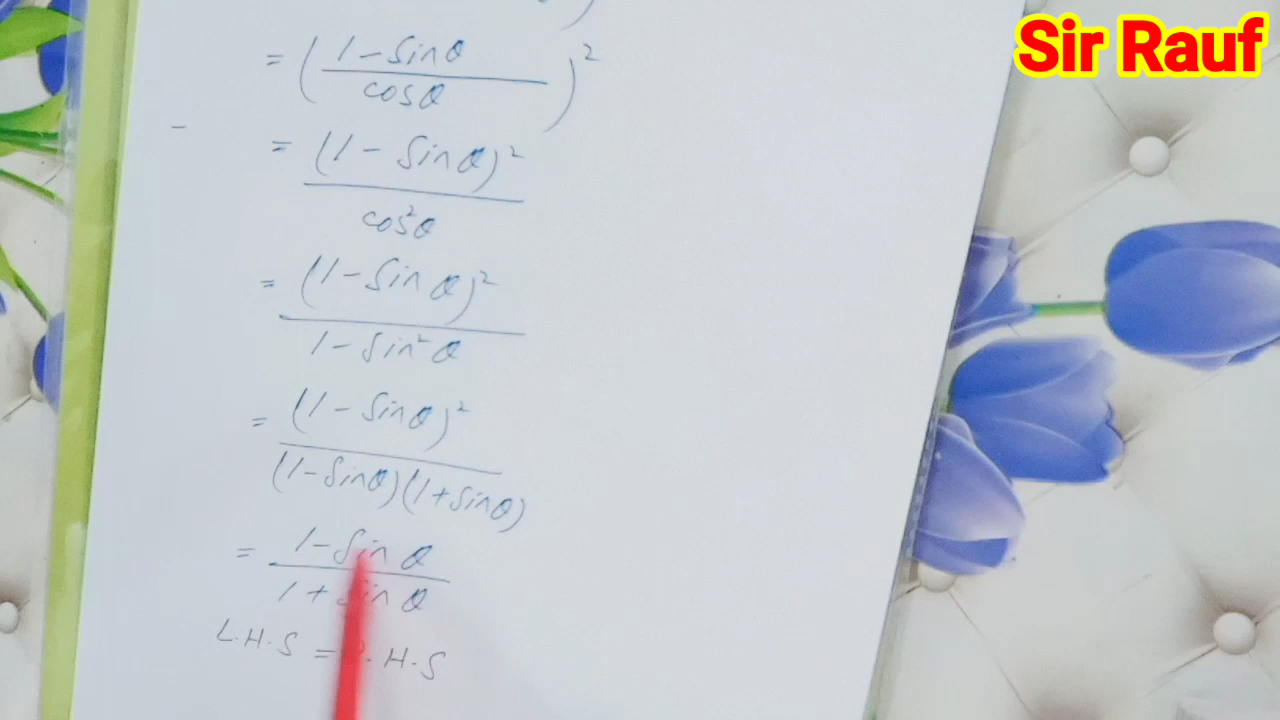 Sir Rauf
= (1 - Sinθ / cosθ)²
= (1 - Sinθ)² / cos²θ
= (1 - Sinθ)² / 1 - Sin²θ
= (1 - Sinθ)² / (1 - Sinθ)(1 + Sinθ)
= 1 - Sinθ / 1 + Sinθ
L.H.S = R.H.S